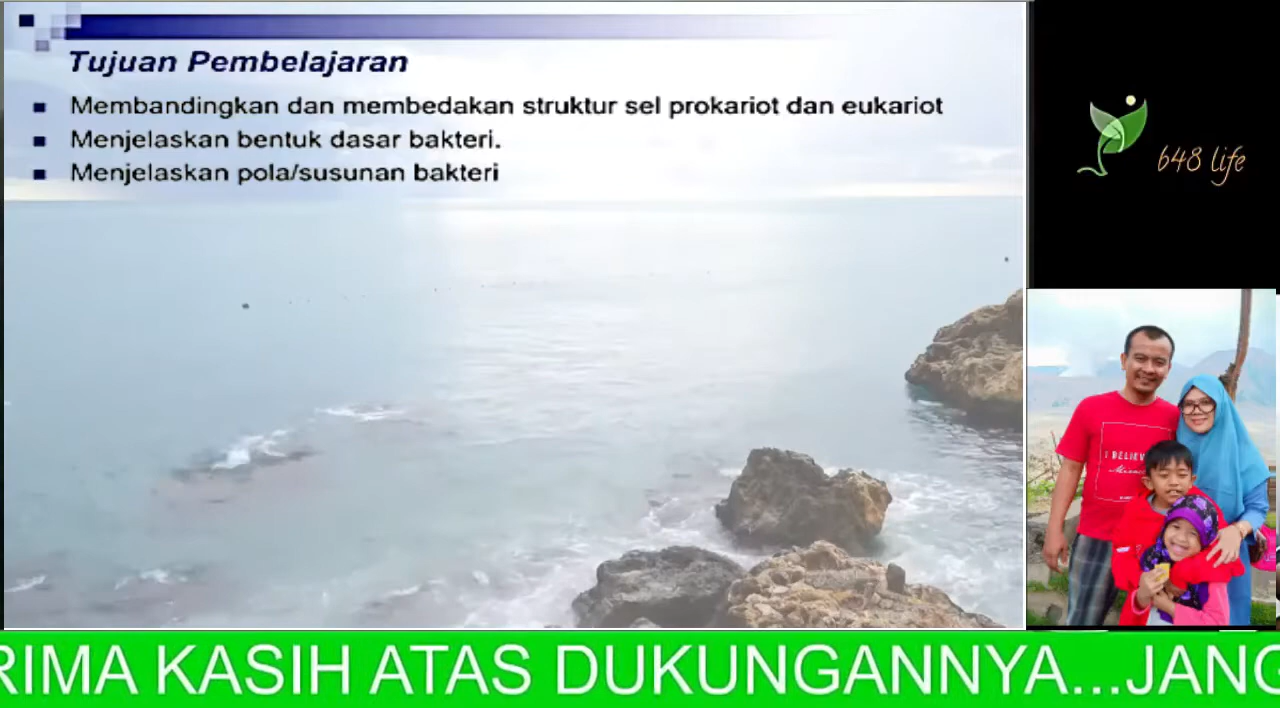 Tujuan Pembelajaran
Membandingkan dan membedakan struktur sel prokariot dan eukariot
Menjelaskan bentuk dasar bakteri.
Menjelaskan pola/susunan bakteri
648 life
I BELIEV
RIMA KASIH ATAS DUKUNGANNYA...JANG